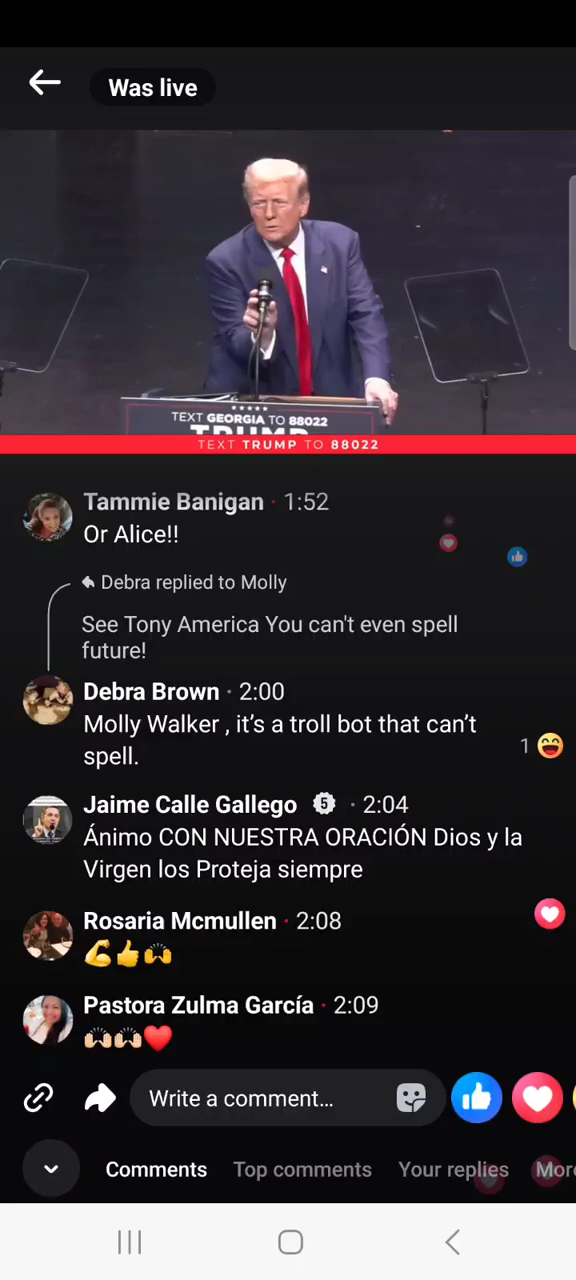 Was live
TEXT GEORGIA TO 88022
TRUMP
TEXT TRUMP TO 88022
Tammie Banigan · 1:52
Or Alice!!
Debra replied to Molly
See Tony America You can't even spell
future!
Debra Brown · 2:00
Molly Walker , it’s a troll bot that can’t
spell.
1
Jaime Calle Gallego 5 · 2:04
Ánimo CON NUESTRA ORACIÓN Dios y la
Virgen los Proteja siempre
Rosaria Mcmullen · 2:08
💪👍🙌
Pastora Zulma García · 2:09
🙌🏻🙌🏻❤️
Write a comment...
Comments Top comments Your replies More